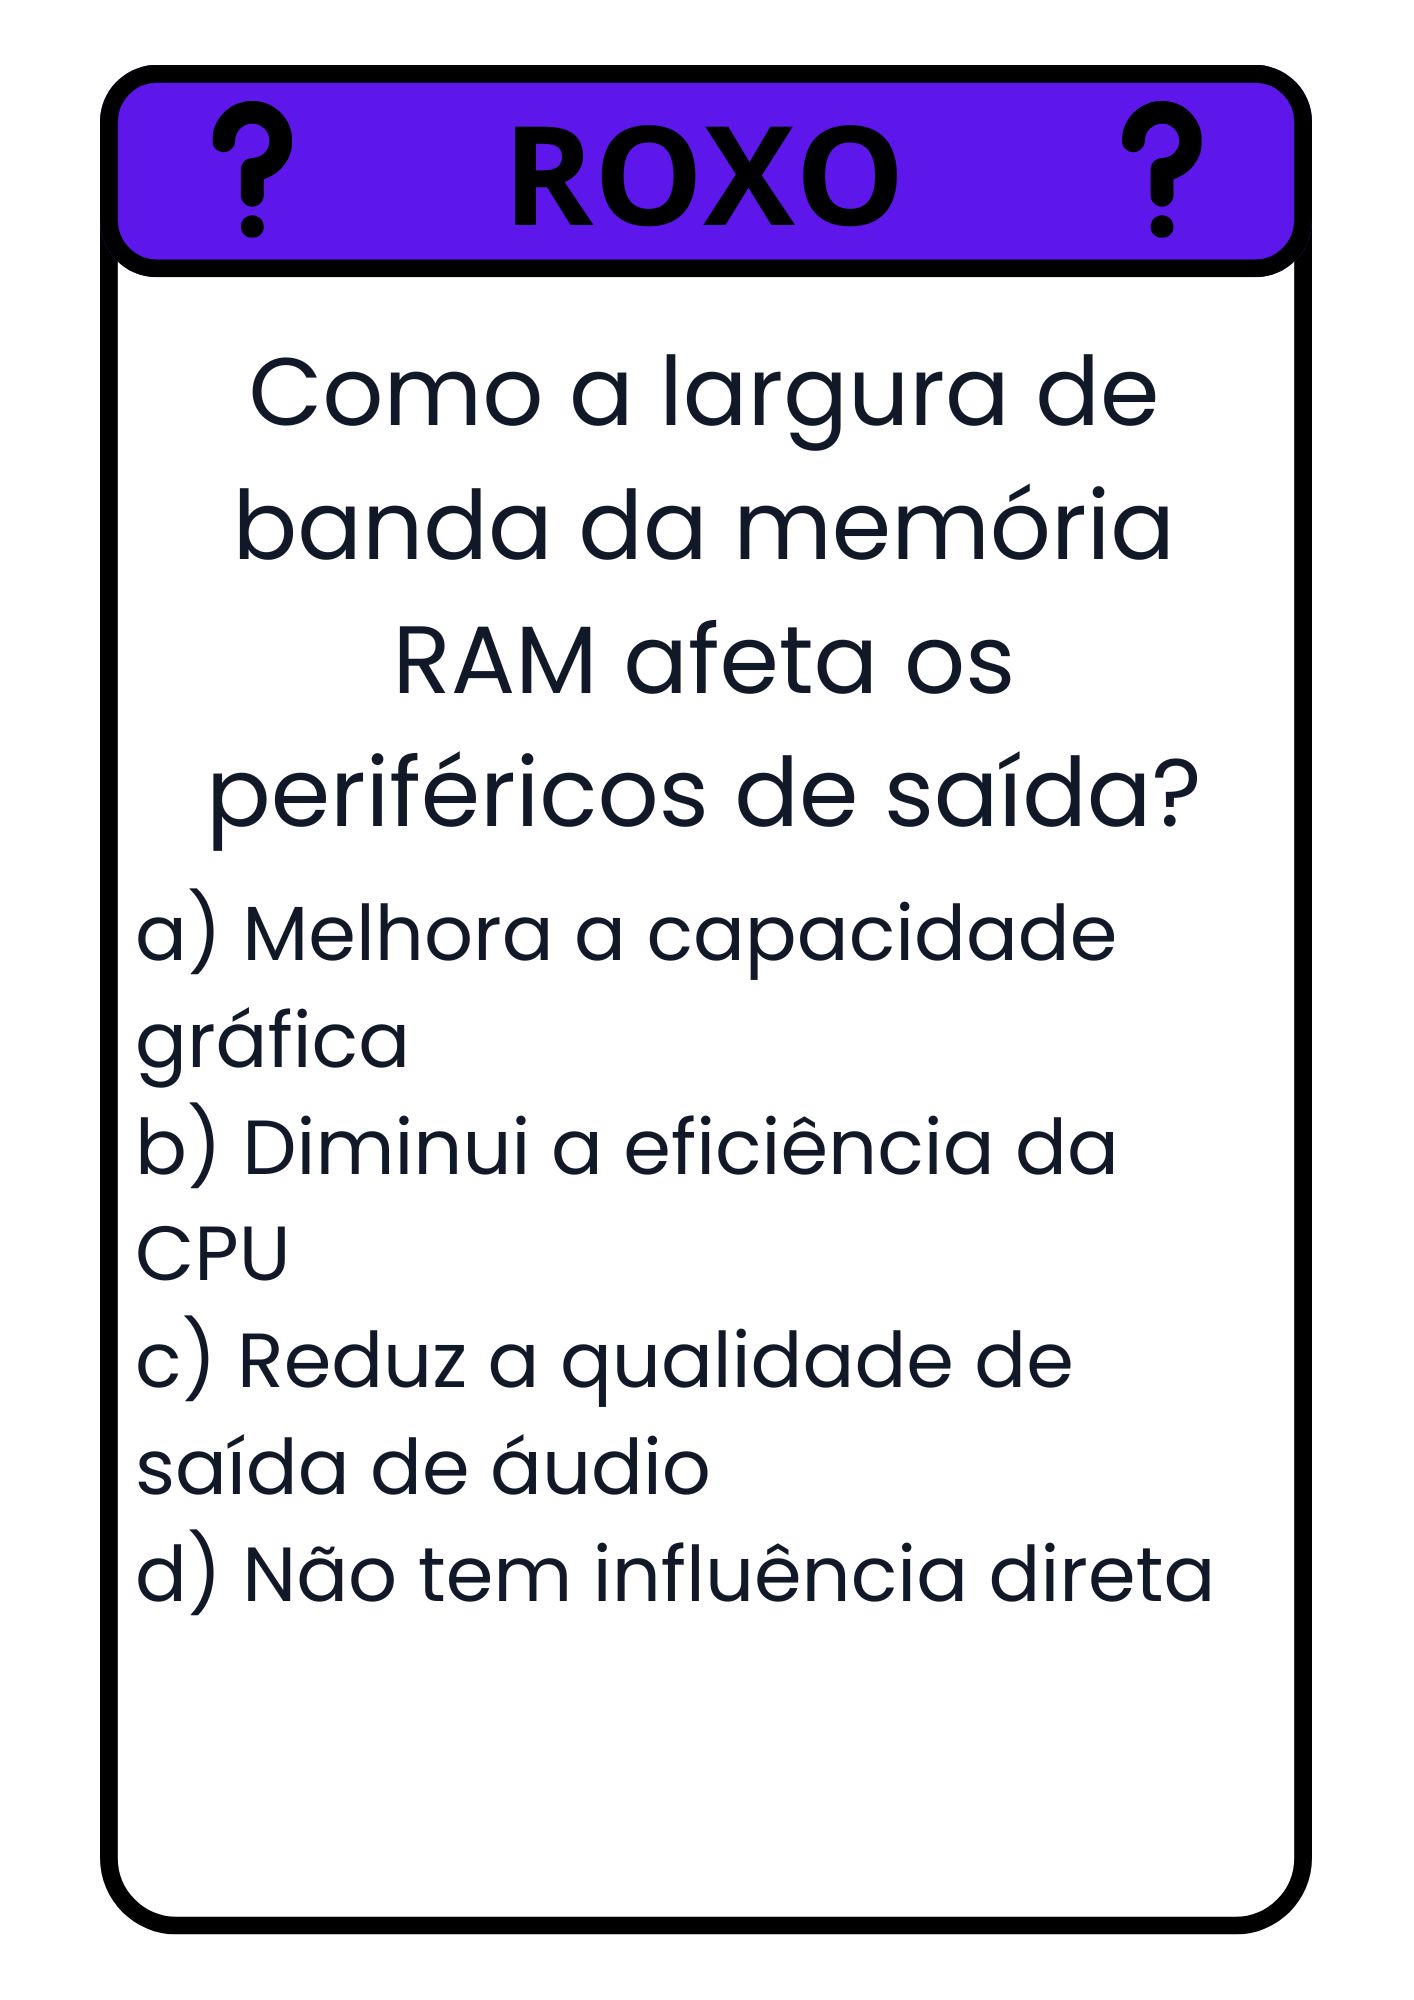 ? ROXO ?
Como a largura de
banda da memória
RAM afeta os
periféricos de saída?
a) Melhora a capacidade
gráfica
b) Diminui a eficiência da
CPU
c) Reduz a qualidade de
saída de áudio
d) Não tem influência direta